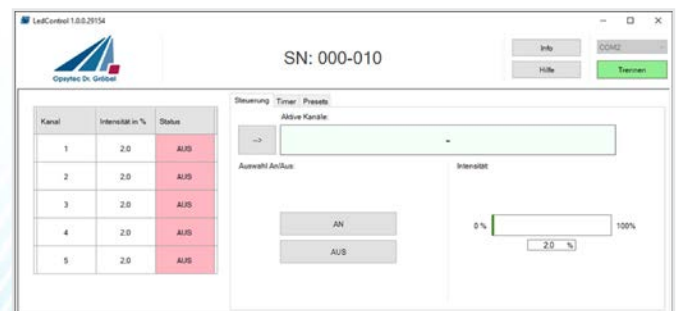 LedControl 1.0.0.29154
Opsytec Dr. Gröbel
SN: 000-010
Info
COM2
Hilfe
Trennen
Steuerung Timer Presets
Kanal Intensität in % Status
1 2.0 AUS
2 2.0 AUS
3 2.0 AUS
4 2.0 AUS
5 2.0 AUS
Aktive Kanäle:
-->
-
Auswahl An/Aus:
AN
AUS
Intensität:
0 % 100%
2.0 %